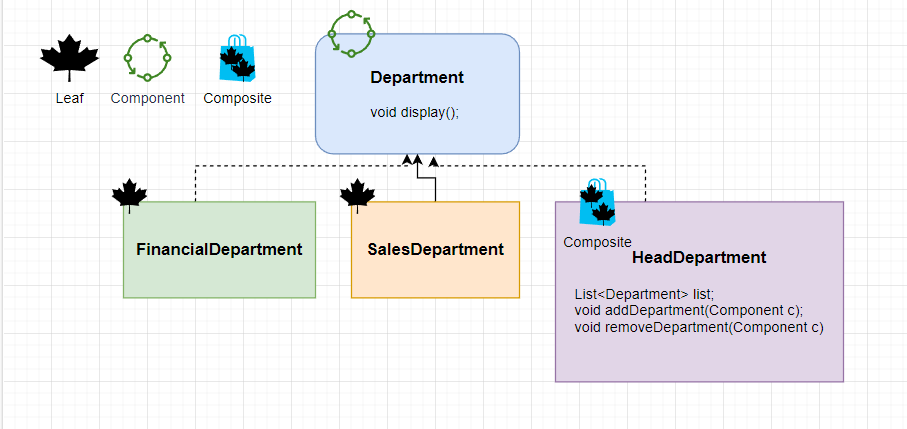 Leaf
Component
Composite
Department
void display();
FinancialDepartment
SalesDepartment
Composite
HeadDepartment
List<Department> list;
void addDepartment(Component c);
void removeDepartment(Component c)